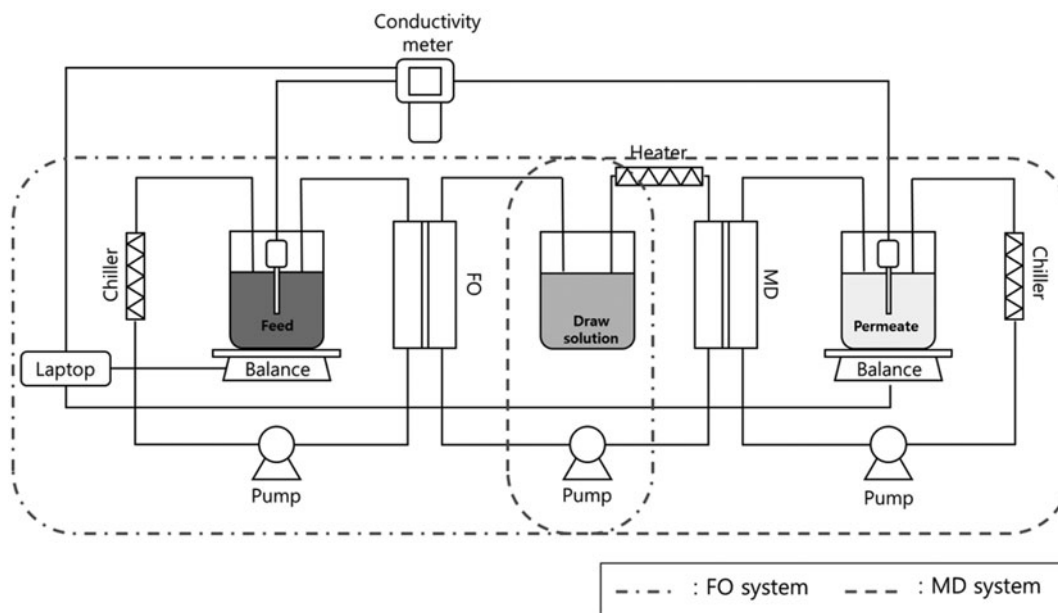 Conductivity
meter
Heater
Chiller
FO
MD
Chiller
Feed
Draw
solution
Permeate
Laptop
Balance
Balance
Pump
Pump
Pump
: FO system
: MD system